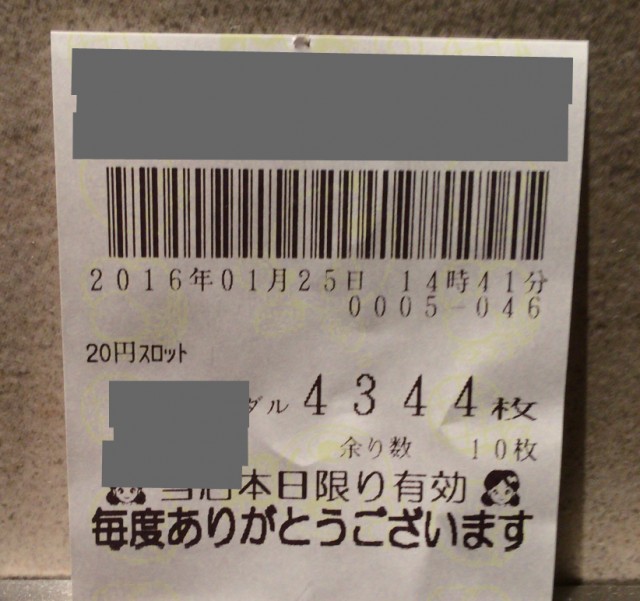 2016年01月25日 14時41分
0005-046
20円スロット
ダル 4344枚
余り数 10枚
当店本日限り有効
毎度ありがとうございます